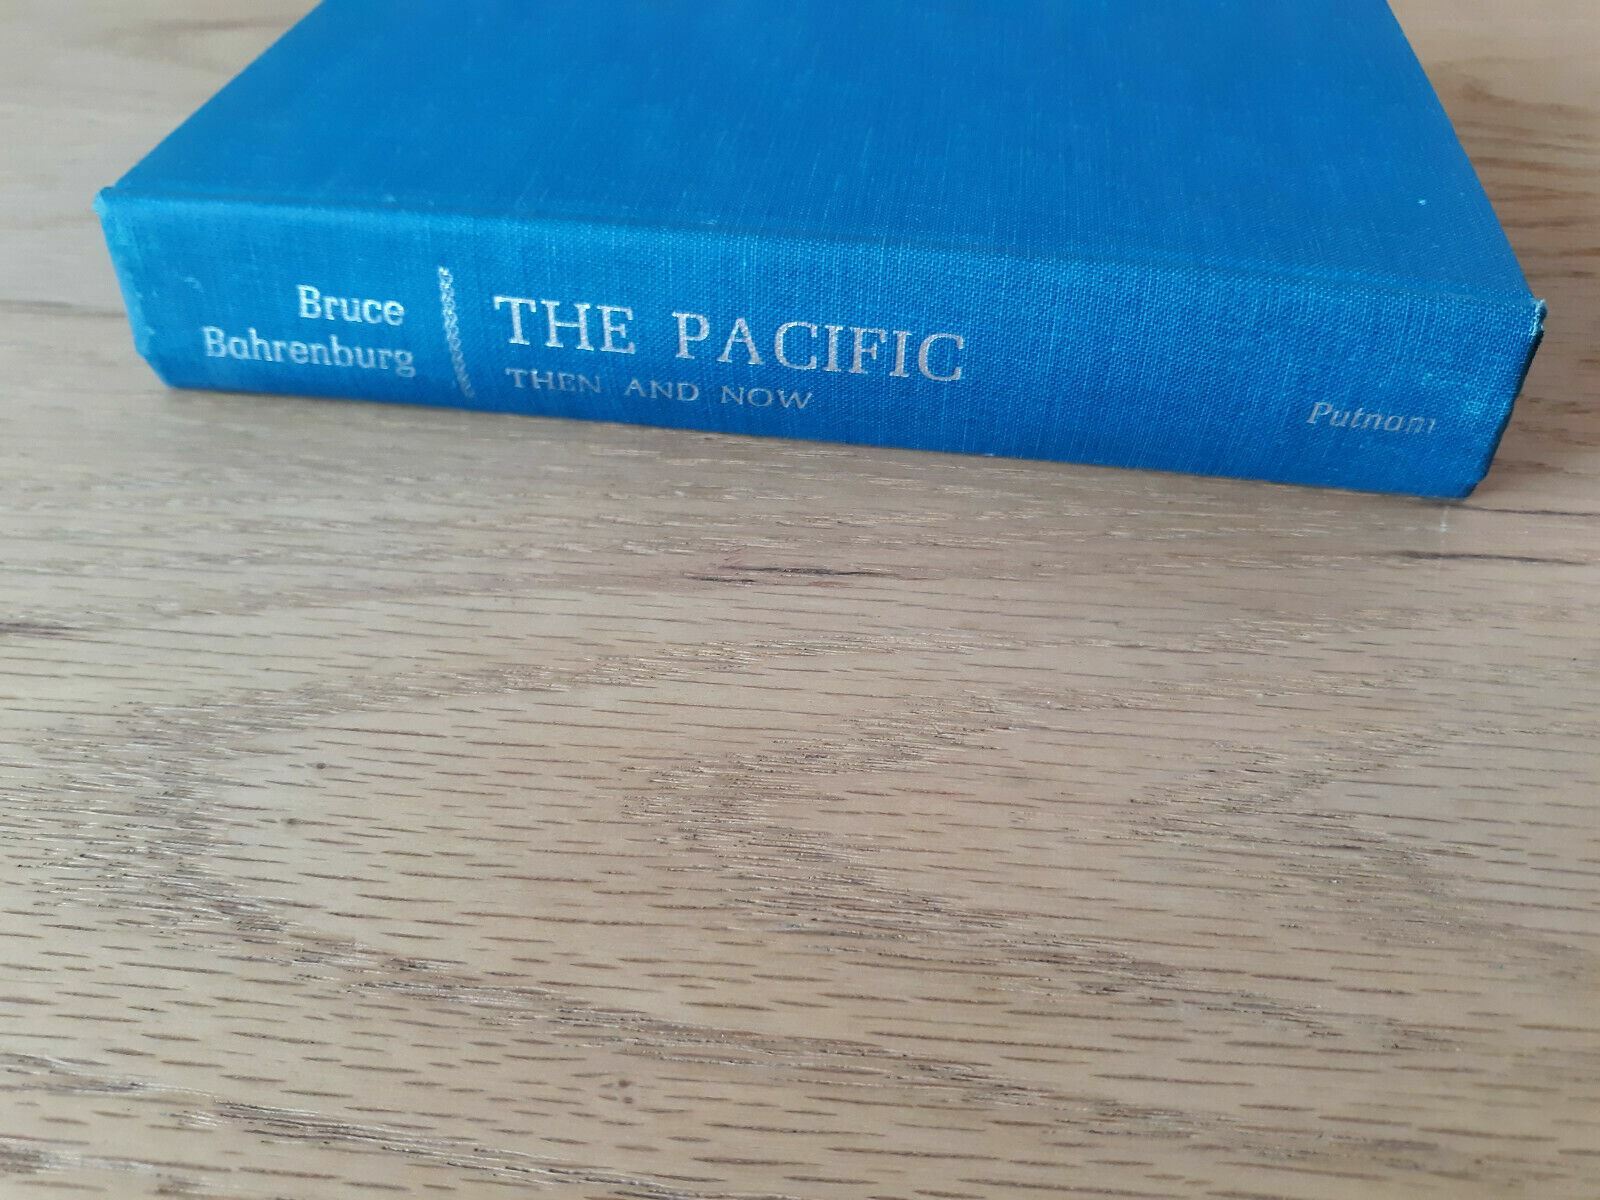 Bruce
Bahrenburg
THE PACIFIC
THEN AND NOW
Putnam